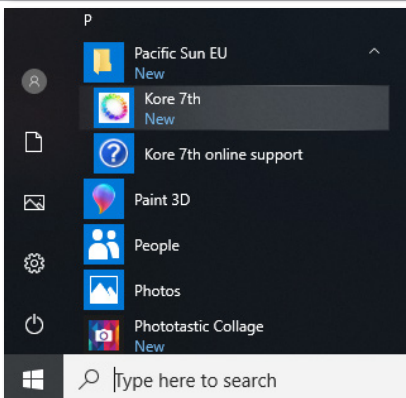 P
Pacific Sun EU
New
Kore 7th
New
Kore 7th online support
Paint 3D
People
Photos
Phototastic Collage
New
Type here to search